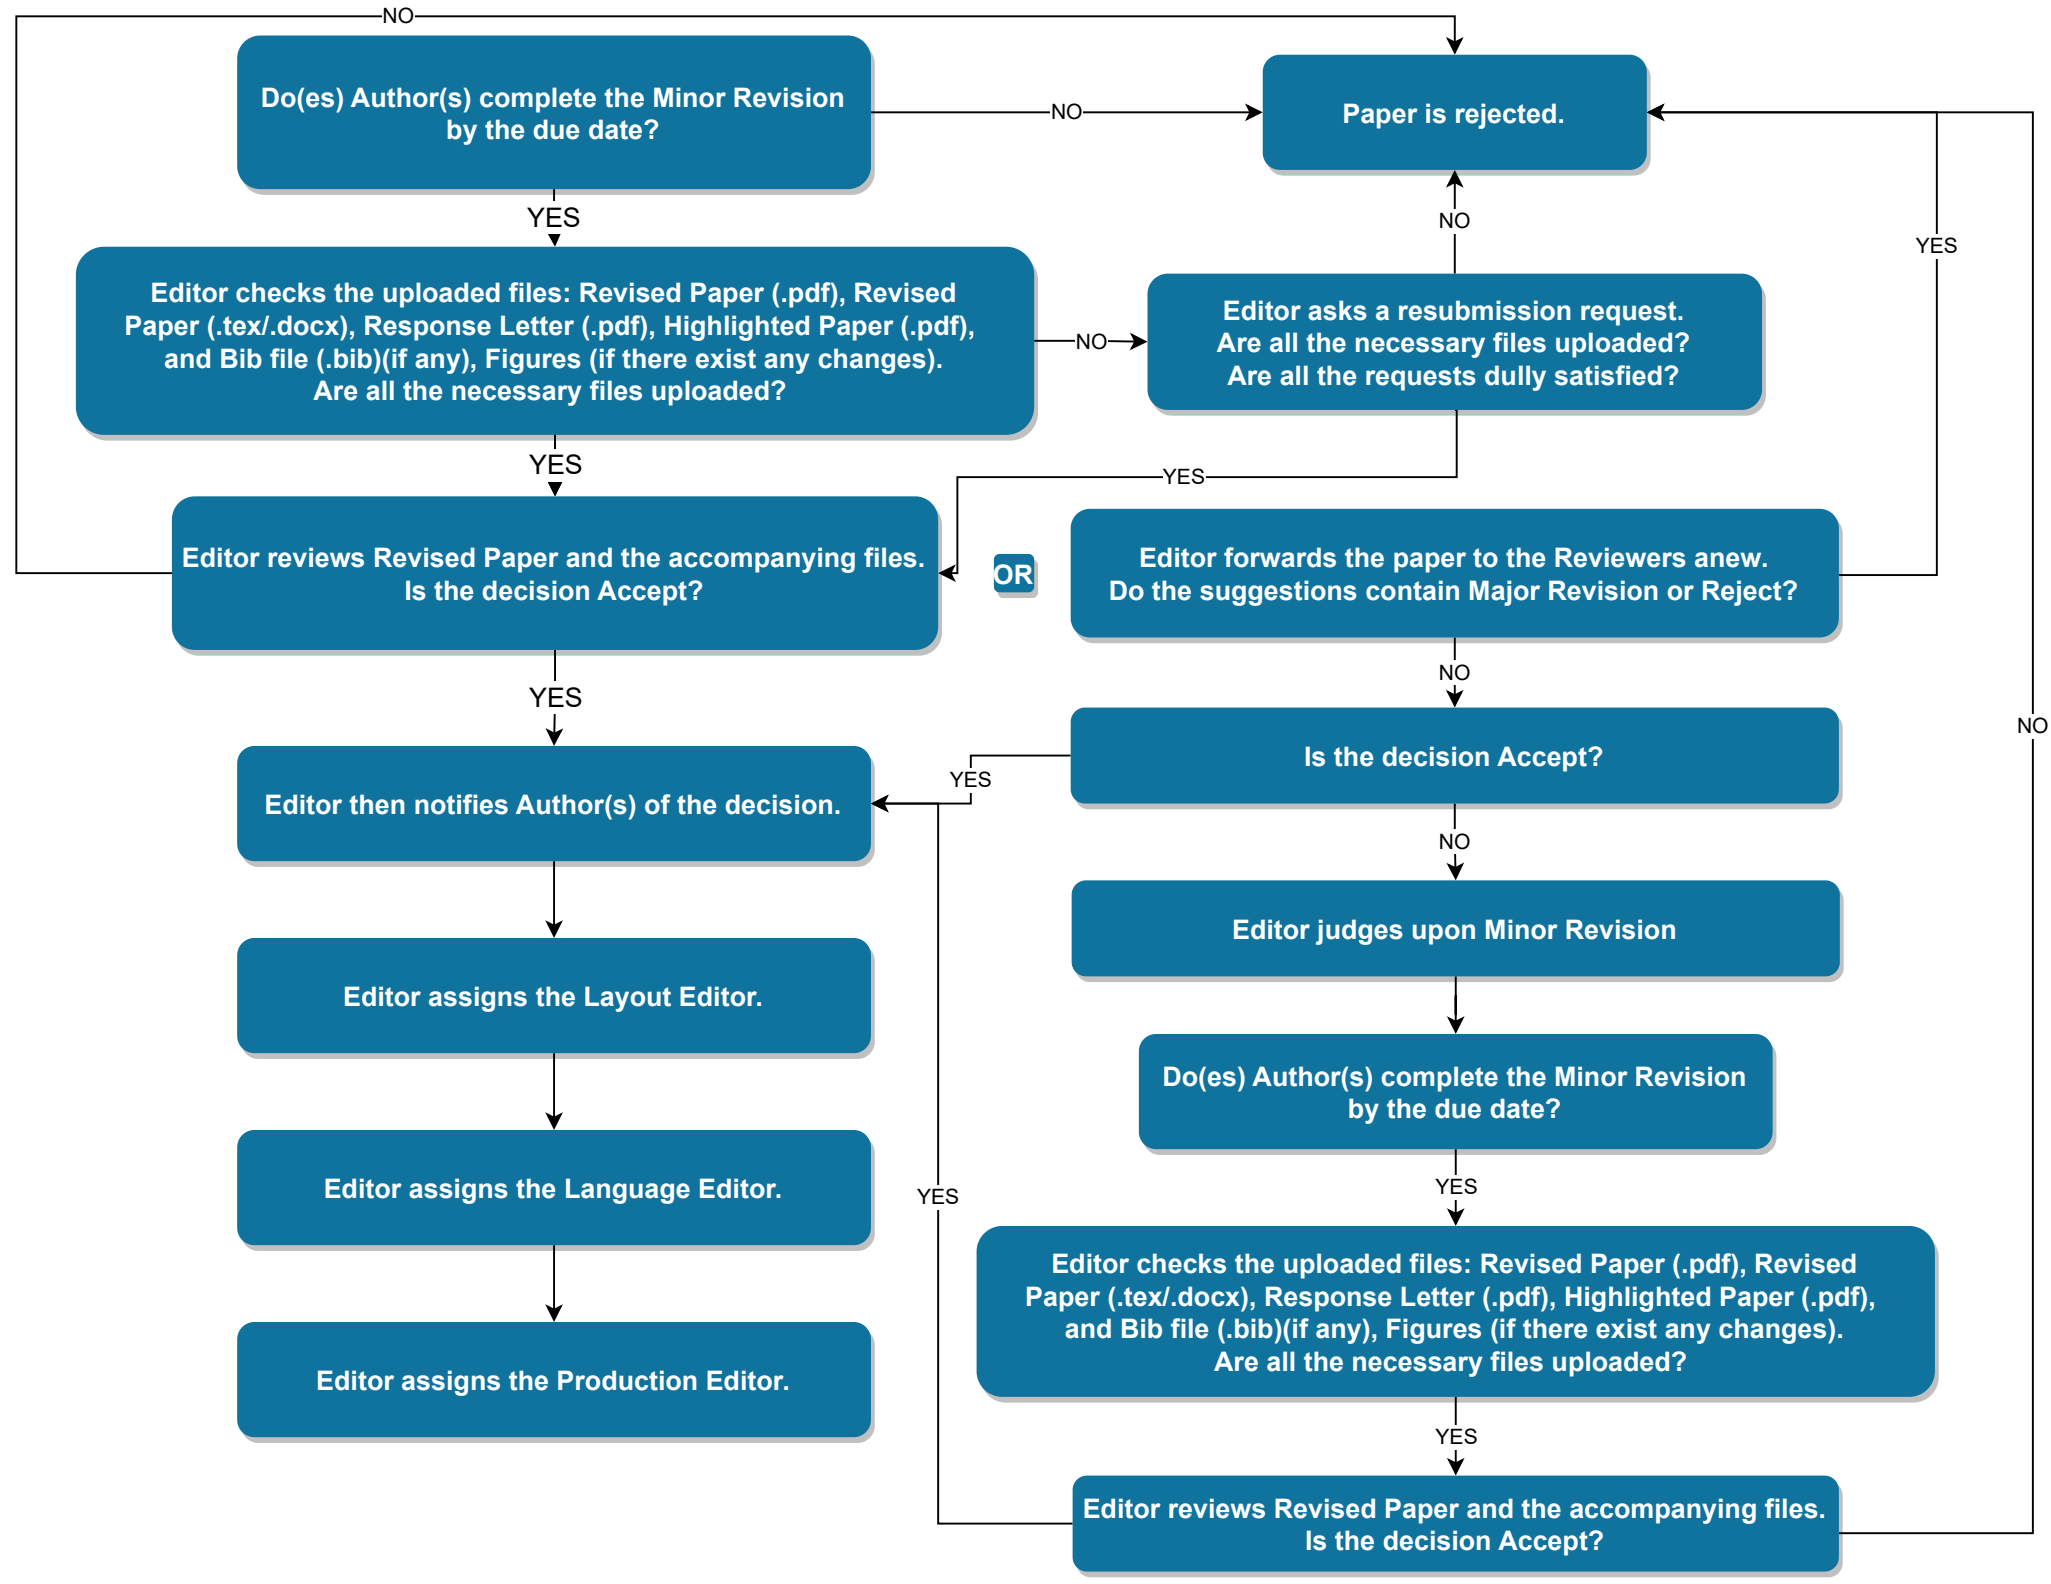 NO
Do(es) Author(s) complete the Minor Revision
by the due date?
NO
Paper is rejected.
YES
NO
YES
Editor checks the uploaded files: Revised Paper (.pdf), Revised
Paper (.tex/.docx), Response Letter (.pdf), Highlighted Paper (.pdf),
and Bib file (.bib)(if any), Figures (if there exist any changes).
Are all the necessary files uploaded?
NO
Editor asks a resubmission request.
Are all the necessary files uploaded?
Are all the requests dully satisfied?
YES
YES
Editor reviews Revised Paper and the accompanying files.
Is the decision Accept?
OR
Editor forwards the paper to the Reviewers anew.
Do the suggestions contain Major Revision or Reject?
YES
NO
NO
Is the decision Accept?
YES
Editor then notifies Author(s) of the decision.
NO
Editor judges upon Minor Revision
Editor assigns the Layout Editor.
Do(es) Author(s) complete the Minor Revision
by the due date?
Editor assigns the Language Editor.
YES
YES
Editor checks the uploaded files: Revised Paper (.pdf), Revised
Paper (.tex/.docx), Response Letter (.pdf), Highlighted Paper (.pdf),
and Bib file (.bib)(if any), Figures (if there exist any changes).
Are all the necessary files uploaded?
Editor assigns the Production Editor.
YES
Editor reviews Revised Paper and the accompanying files.
Is the decision Accept?